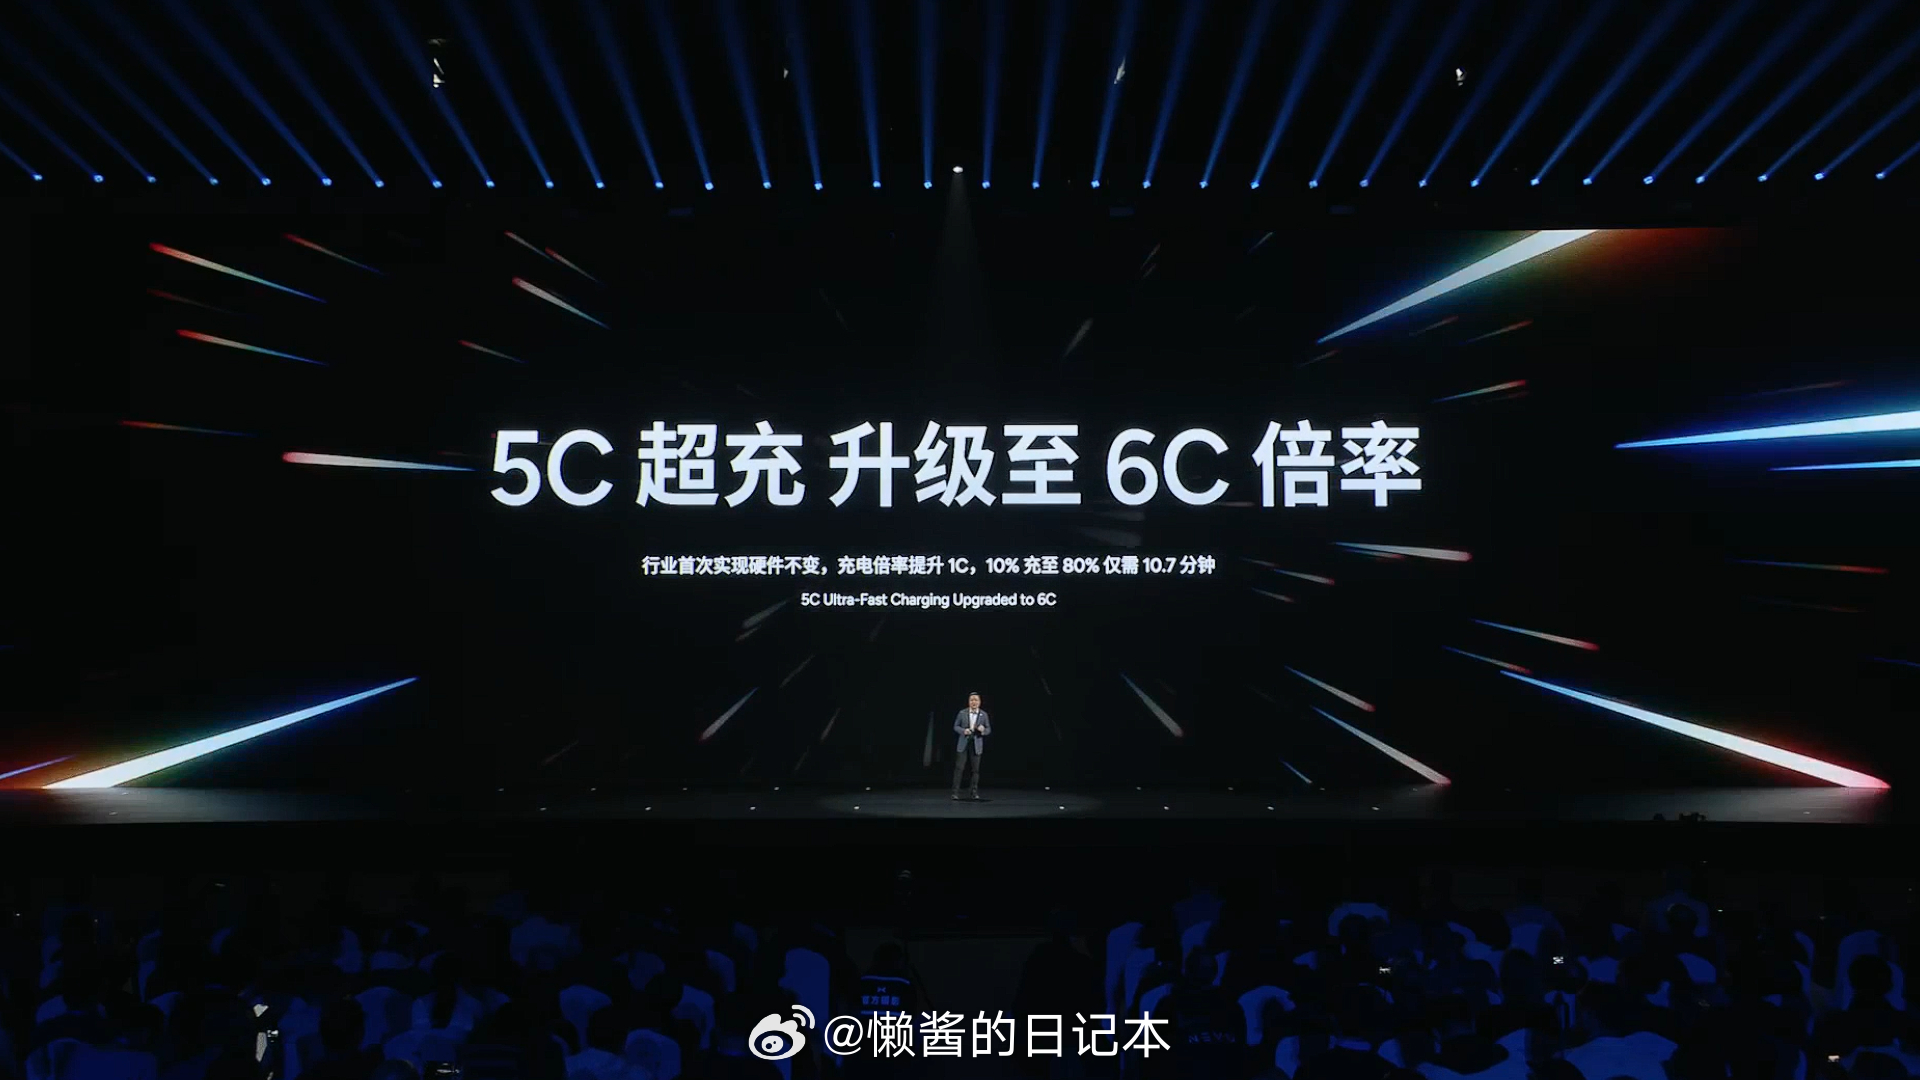 5C 超充 升级至 6C 倍率
行业首次实现硬件不变，充电倍率提升 1C，10% 充至 80% 仅需 10.7 分钟
5C Ultra-Fast Charging Upgraded to 6C
@懒酱的日记本